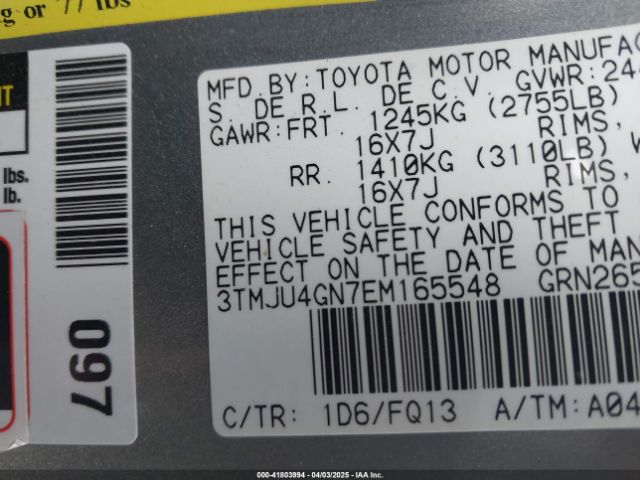 g or 77 lbs
NT
lbs.
lb.
097
MFD.BY:TOYOTA MOTOR MANUFAC
S. DE R.L. DE C.V GVWR:244
GAWR:FRT. 1245KG (2755LB)
16X7J RIMS,
RR. 1410KG (3110LB) W
16X7J RIMS,
THIS VEHICLE CONFORMS TO
VEHICLE SAFETY AND THEFT
EFFECT ON THE DATE OF MAN
3TMJU4GN7EM165548 GRN265
C/TR: 1D6/FQ13 A/TM:A04
000-41803994 - 04/03/2025 - IAA Inc.